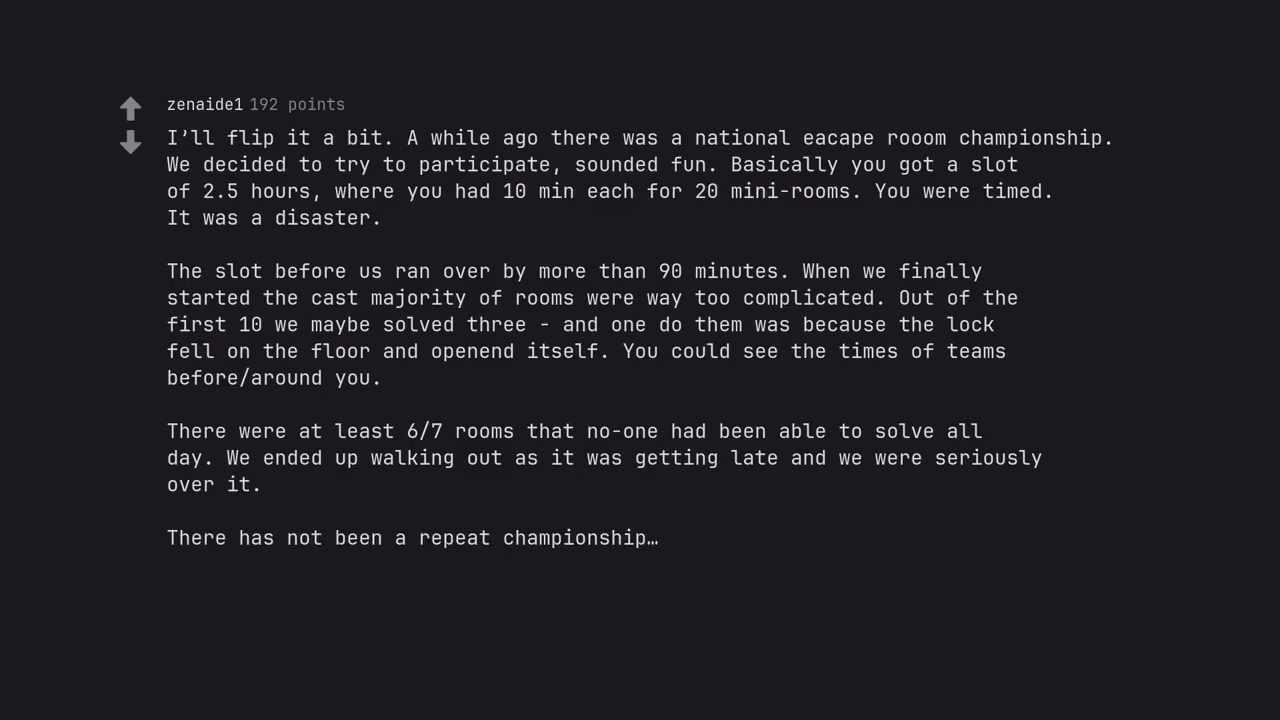 zenaide1 192 points
I’ll flip it a bit. A while ago there was a national eacape rooom championship.
We decided to try to participate, sounded fun. Basically you got a slot
of 2.5 hours, where you had 10 min each for 20 mini-rooms. You were timed.
It was a disaster.
The slot before us ran over by more than 90 minutes. When we finally
started the cast majority of rooms were way too complicated. Out of the
first 10 we maybe solved three - and one do them was because the lock
fell on the floor and openend itself. You could see the times of teams
before/around you.
There were at least 6/7 rooms that no-one had been able to solve all
day. We ended up walking out as it was getting late and we were seriously
over it.
There has not been a repeat championship…